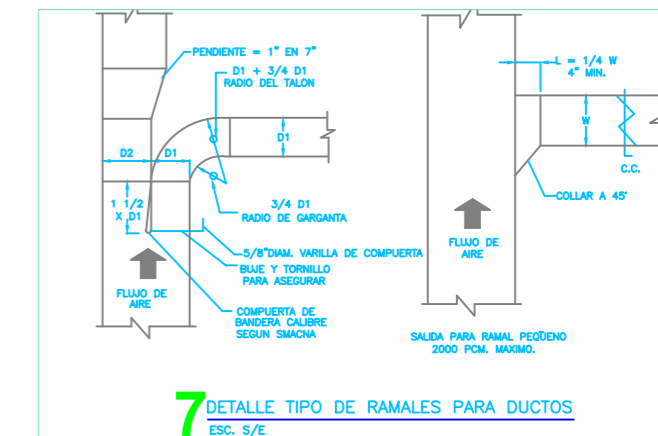 PENDIENTE = 1" EN 7"
D1 + 3/4 D1
RADIO DEL TALON
D2
D1
D1
1 1/2
X D1
3/4 D1
RADIO DE GARGANTA
5/8"DIAM. VARILLA DE COMPUERTA
BUJE Y TORNILLO
PARA ASEGURAR
FLUJO DE
AIRE
COMPUERTA DE
BANDERA CALIBRE
SEGUN SMACNA
L = 1/4 W
4" MIN.
W
C.C.
COLLAR A 45°
FLUJO DE
AIRE
SALIDA PARA RAMAL PEQUENO
2000 PCM. MAXIMO.
7 DETALLE TIPO DE RAMALES PARA DUCTOS
ESC. S/E